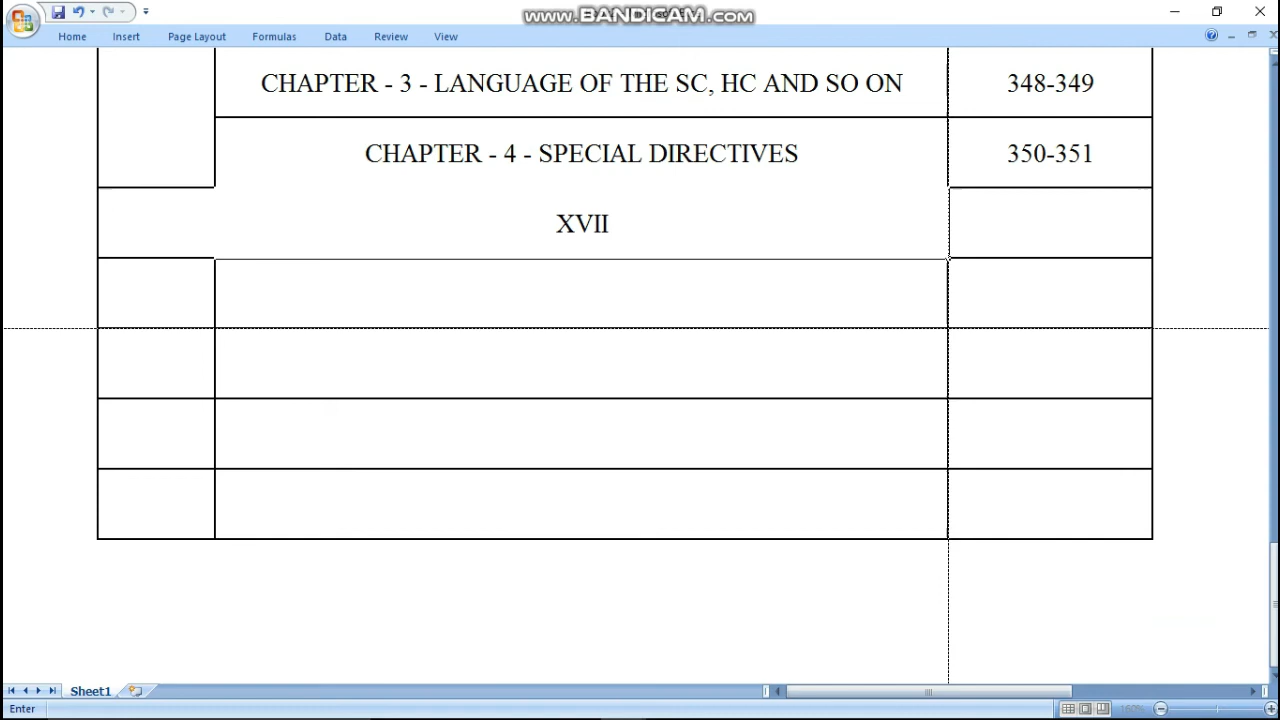 www.BANDICAM.com
Home Insert Page Layout Formulas Data Review View
CHAPTER - 3 - LANGUAGE OF THE SC, HC AND SO ON 348-349
CHAPTER - 4 - SPECIAL DIRECTIVES 350-351
XVII
Sheet1
Enter 160%